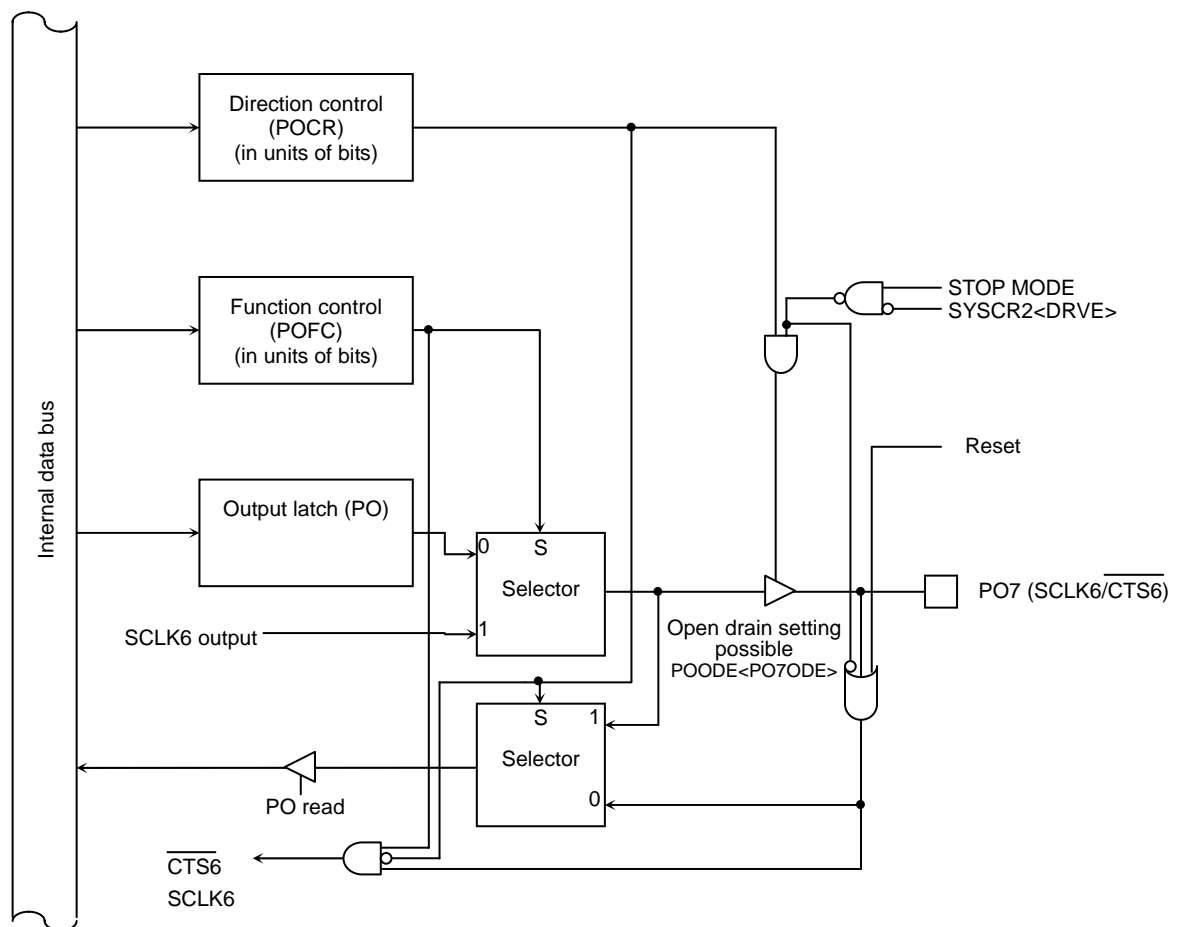 Direction control
(POCR)
(in units of bits)
STOP MODE
SYSCR2<DRVE>
Function control
(POFC)
(in units of bits)
Internal data bus
Reset
Output latch (PO)
0
S
Selector
1
SCLK6 output
PO7 (SCLK6/CTS6)
Open drain setting
possible
POODE<PO7ODE>
S
1
Selector
0
PO read
CTS6
SCLK6